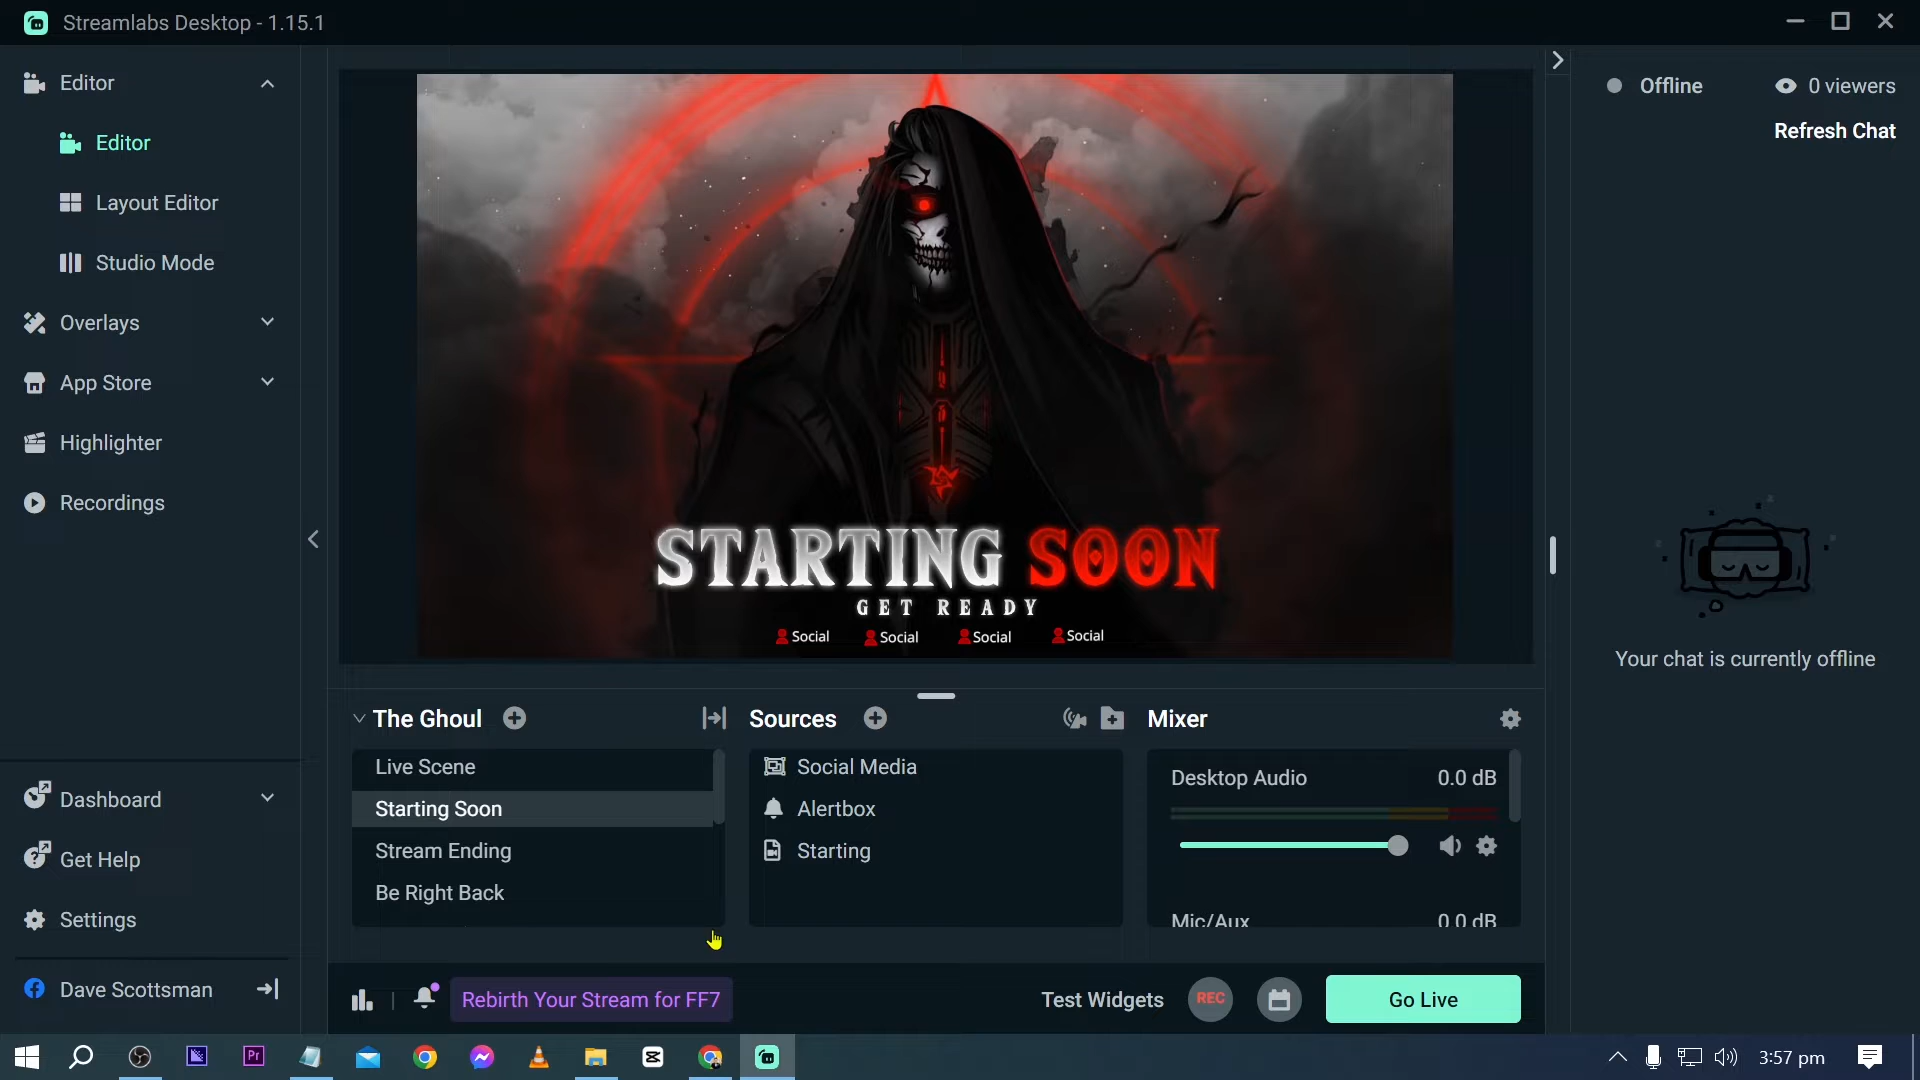 Streamlabs Desktop - 1.15.1
Editor
Editor
Layout Editor
Studio Mode
Overlays
App Store
Highlighter
Recordings
Dashboard
Get Help
Settings
Dave Scottsman
STARTING SOON
GET READY
Social Social Social Social
The Ghoul
Live Scene
Starting Soon
Stream Ending
Be Right Back
Sources
Social Media
Alertbox
Starting
Mixer
Desktop Audio 0.0 dB
Mic/Aux 0.0 dB
Rebirth Your Stream for FF7
Test Widgets
REC
Go Live
Offline
0 viewers
Refresh Chat
Your chat is currently offline
Pr
3:57 pm